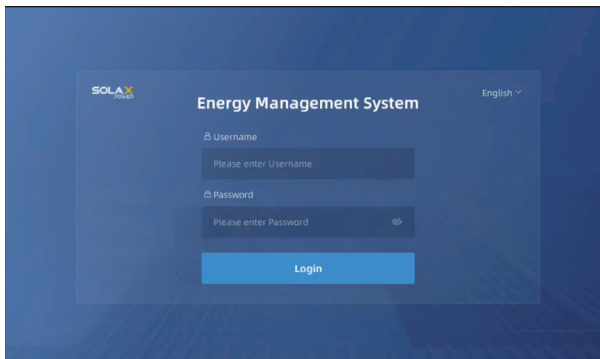 SOLAX
POWER
English
Energy Management System
Username
Please enter Username
Password
Please enter Password
Login